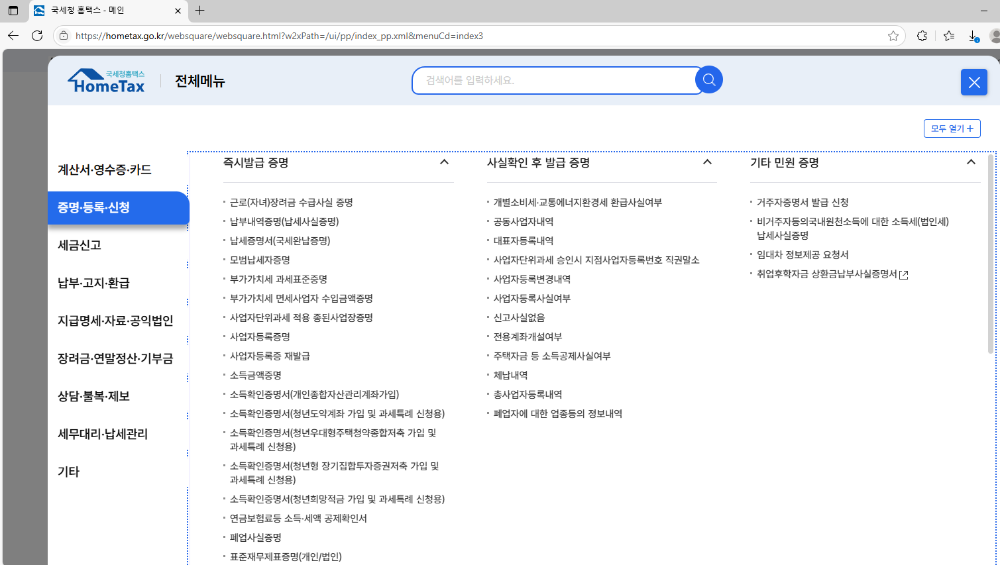 국세청 홈택스 - 메인
https://hometax.go.kr/websquare/websquare.html?w2xPath=/ui/pp/index_pp.xml&menuCd=index3
국세청홈택스
HomeTax
전체메뉴
검색어를 입력하세요.
모두 열기 +
계산서·영수증·카드
증명·등록·신청
세금신고
납부·고지·환급
지급명세·자료·공익법인
장려금·연말정산·기부금
상담·불복·제보
세무대리·납세관리
기타
즉시발급 증명
근로(자녀)장려금 수급사실 증명
납부내역증명(납세사실증명)
납세증명서(국세완납증명)
모범납세자증명
부가가치세 과세표준증명
부가가치세 면세사업자 수입금액증명
사업자단위과세 적용 종된사업장증명
사업자등록증명
사업자등록증 재발급
소득금액증명
소득확인증명서(개인종합자산관리계좌가입)
소득확인증명서(청년도약계좌 가입 및 과세특례 신청용)
소득확인증명서(청년우대형주택청약종합저축 가입 및
과세특례 신청용)
소득확인증명서(청년형 장기집합투자증권저축 가입 및
과세특례 신청용)
소득확인증명서(청년희망적금 가입 및 과세특례 신청용)
연금보험료등 소득·세액 공제확인서
폐업사실증명
표준재무제표증명(개인/법인)
사실확인 후 발급 증명
개별소비세·교통에너지환경세 환급사실여부
공동사업자내역
대표자등록내역
사업자단위과세 승인시 지점사업자등록번호 직권말소
사업자등록변경내역
사업자등록사실여부
신고사실없음
전용계좌개설여부
주택자금 등 소득공제사실여부
체납내역
총사업자등록내역
폐업자에 대한 업종등의 정보내역
기타 민원 증명
거주자증명서 발급 신청
비거주자등의국내원천소득에 대한 소득세(법인세)
납세사실증명
임대차 정보제공 요청서
취업후학자금 상환금납부사실증명서